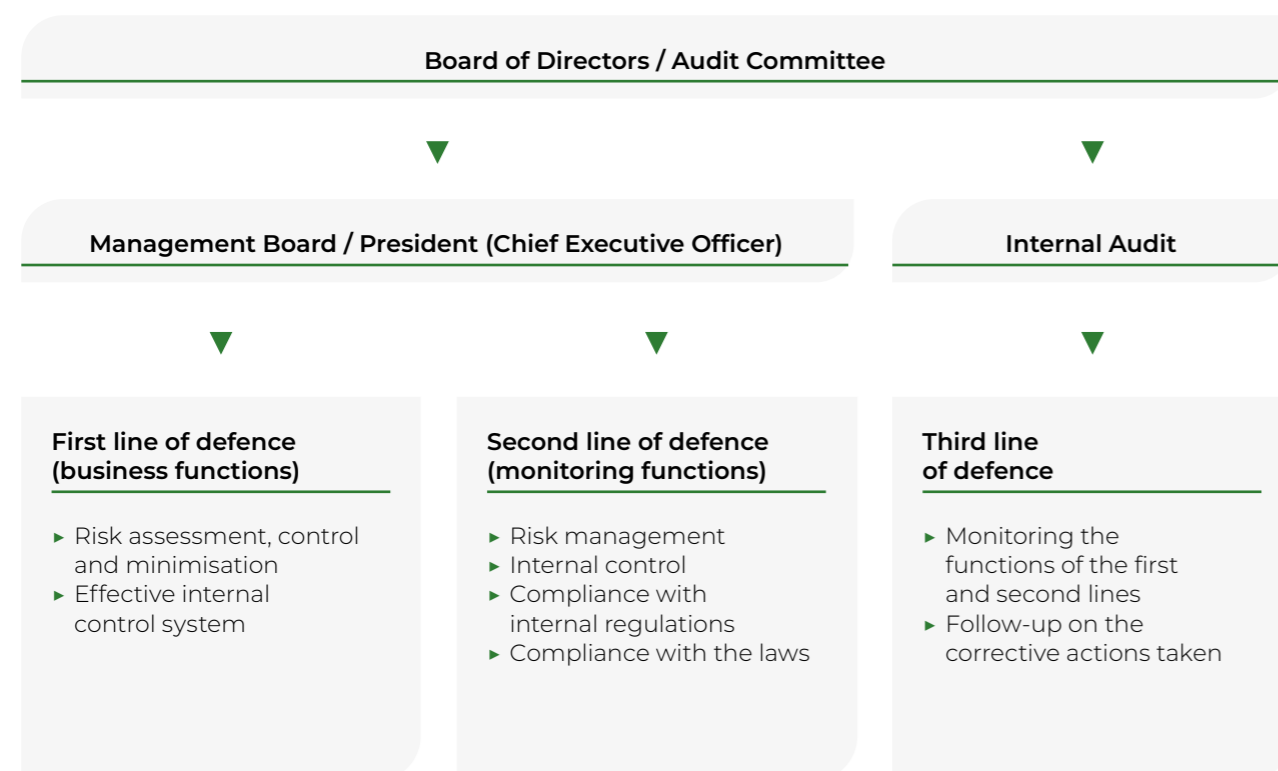 Board of Directors / Audit Committee
Management Board / President (Chief Executive Officer)
Internal Audit
First line of defence
(business functions)
▸ Risk assessment, control
and minimisation
▸ Effective internal
control system
Second line of defence
(monitoring functions)
▸ Risk management
▸ Internal control
▸ Compliance with
internal regulations
▸ Compliance with the laws
Third line
of defence
▸ Monitoring the
functions of the first
and second lines
▸ Follow-up on the
corrective actions taken